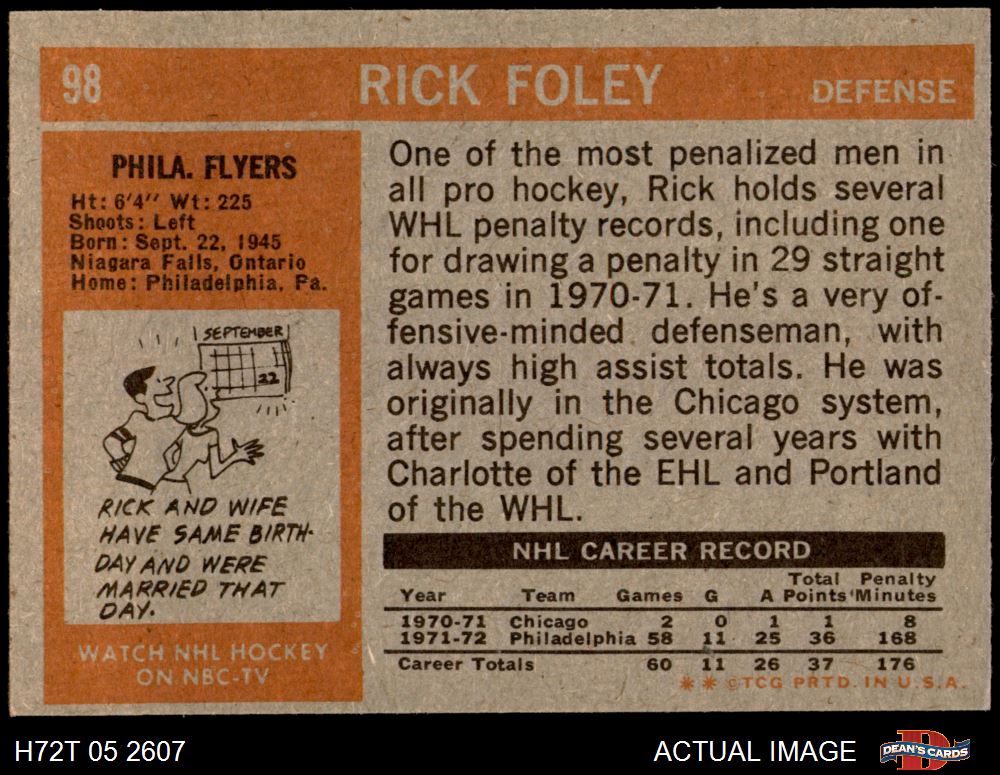 98 RICK FOLEY DEFENSE
PHILA. FLYERS
Ht: 6'4" Wt: 225
Shoots: Left
Born: Sept. 22, 1945
Niagara Falls, Ontario
Home: Philadelphia, Pa.
SEPTEMBER
22
RICK AND WIFE
HAVE SAME BIRTH-
DAY AND WERE
MARRIED THAT
DAY.
WATCH NHL HOCKEY
ON NBC-TV
One of the most penalized men in
all pro hockey, Rick holds several
WHL penalty records, including one
for drawing a penalty in 29 straight
games in 1970-71. He's a very of-
fensive-minded defenseman, with
always high assist totals. He was
originally in the Chicago system,
after spending several years with
Charlotte of the EHL and Portland
of the WHL.
NHL CAREER RECORD
Total Penalty
Year Team Games G A Points Minutes
1970-71 Chicago 2 0 1 1 8
1971-72 Philadelphia 58 11 25 36 168
Career Totals 60 11 26 37 176
* * ©TCG PRTD. IN U.S.A.
H72T 05 2607 ACTUAL IMAGE DEAN'S CARDS